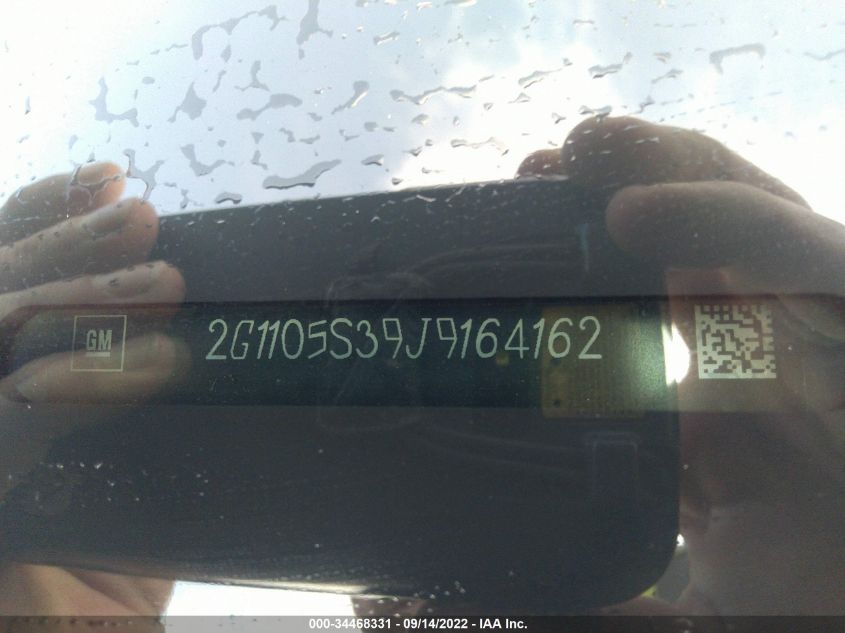 GM 2G1105S39J9164162
000-34468331 - 09/14/2022 - IAA Inc.